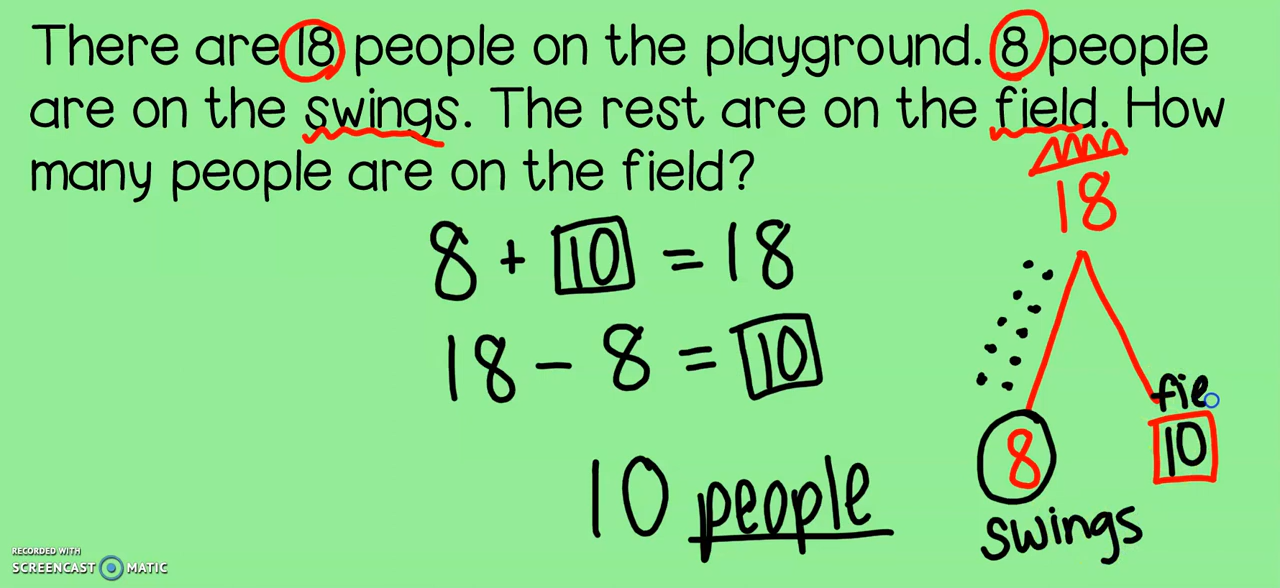 There are 18 people on the playground. 8 people
are on the swings. The rest are on the field. How
many people are on the field?
18
8 + 10 = 18
18 - 8 = 10
fie
8
10
10 people
swings
RECORDED WITH
SCREENCAST MATIC